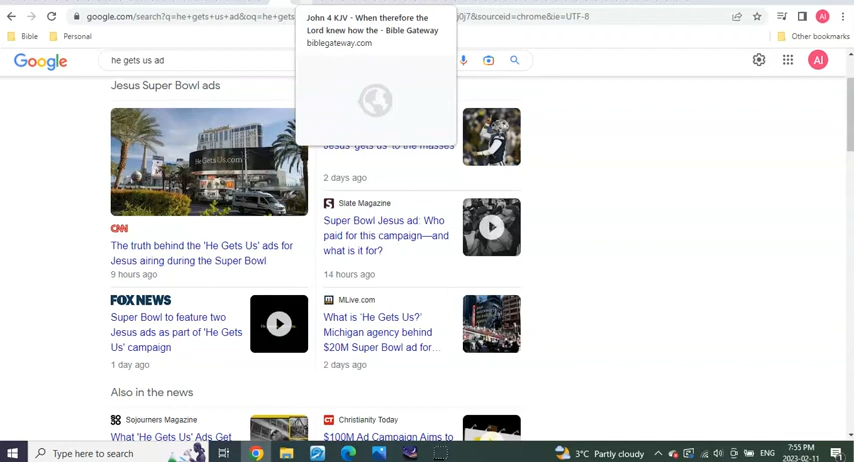 google.com/search?q=he+gets+us+ad&oq=he+gets
j0j7&sourceid=chrome&ie=UTF-8
AI
John 4 KJV - When therefore the
Lord knew how the - Bible Gateway
biblegateway.com
Bible
Personal
Other bookmarks
Google
he gets us ad
AI
Jesus Super Bowl ads
HeGetsUs.com
CNN
The truth behind the 'He Gets Us' ads for
Jesus airing during the Super Bowl
9 hours ago
Jesus 'gets us' to the masses
2 days ago
S Slate Magazine
Super Bowl Jesus ad: Who
paid for this campaign—and
what is it for?
14 hours ago
FOX NEWS
Super Bowl to feature two
Jesus ads as part of 'He Gets
Us' campaign
1 day ago
MLive.com
What is 'He Gets Us?'
Michigan agency behind
$20M Super Bowl ad for…
2 days ago
Also in the news
Sojourners Magazine
What 'He Gets Us' Ads Get
CT Christianity Today
$100M Ad Campaign Aims to
Type here to search
3°C Partly cloudy
ENG
7:55 PM
2023-02-11